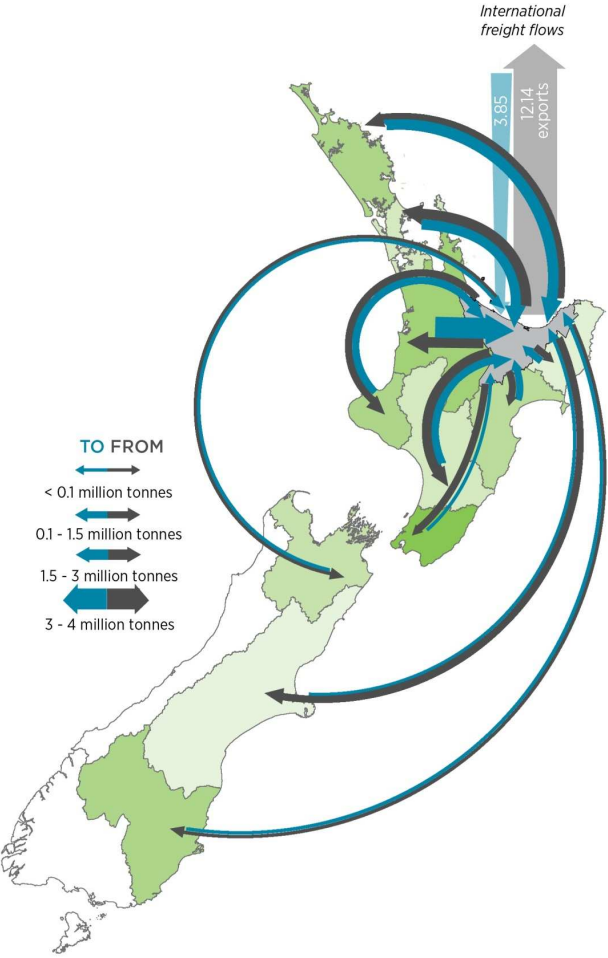 International
freight flows
3.85
12.14
exports
TO FROM
< 0.1 million tonnes
0.1 - 1.5 million tonnes
1.5 - 3 million tonnes
3 - 4 million tonnes